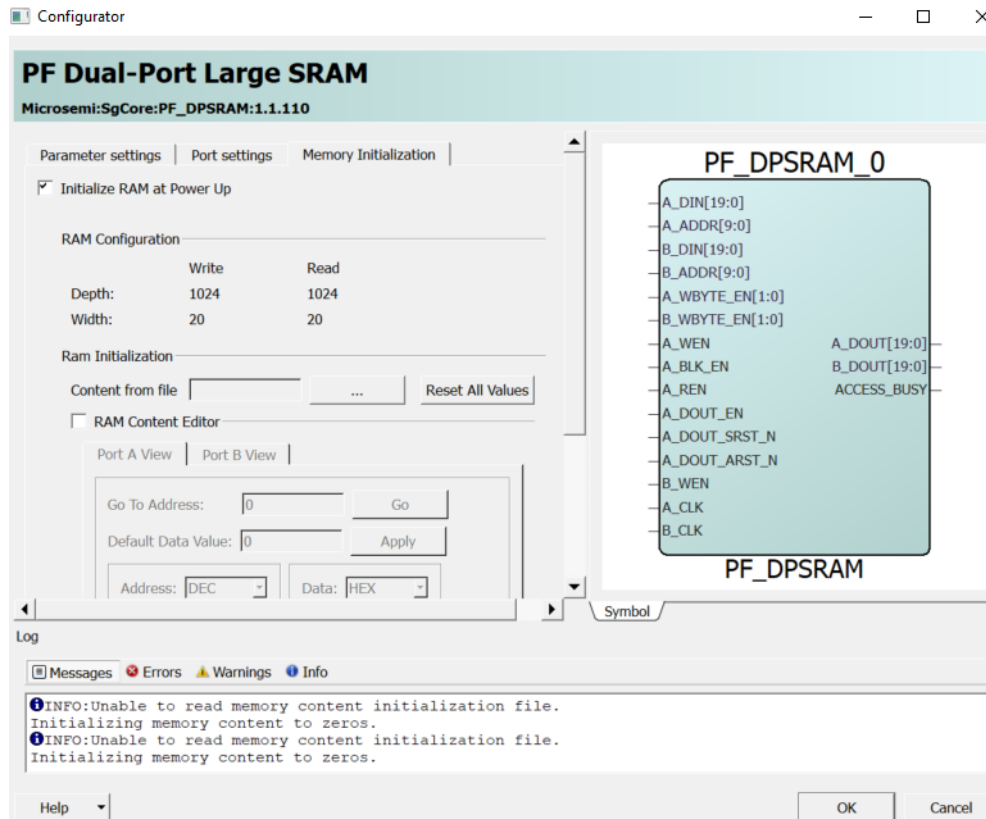 Configurator
PF Dual-Port Large SRAM
Microsemi:SgCore:PF_DPSRAM:1.1.110
Parameter settings Port settings Memory Initialization
Initialize RAM at Power Up
RAM Configuration
Write Read
Depth: 1024 1024
Width: 20 20
Ram Initialization
Content from file ... Reset All Values
RAM Content Editor
Port A View Port B View
Go To Address: 0 Go
Default Data Value: 0 Apply
Address: DEC Data: HEX
PF_DPSRAM_0
A_DIN[19:0]
A_ADDR[9:0]
B_DIN[19:0]
B_ADDR[9:0]
A_WBYTE_EN[1:0]
B_WBYTE_EN[1:0]
A_WEN A_DOUT[19:0]
A_BLK_EN B_DOUT[19:0]
A_REN ACCESS_BUSY
A_DOUT_EN
A_DOUT_SRST_N
A_DOUT_ARST_N
B_WEN
A_CLK
B_CLK
PF_DPSRAM
Symbol
Log
Messages Errors Warnings Info
INFO:Unable to read memory content initialization file.
Initializing memory content to zeros.
INFO:Unable to read memory content initialization file.
Initializing memory content to zeros.
Help OK Cancel